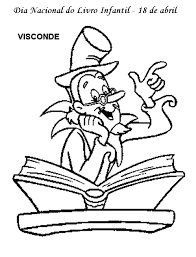 Dia Nacional do Livro Infantil - 18 de abril
VISCONDE